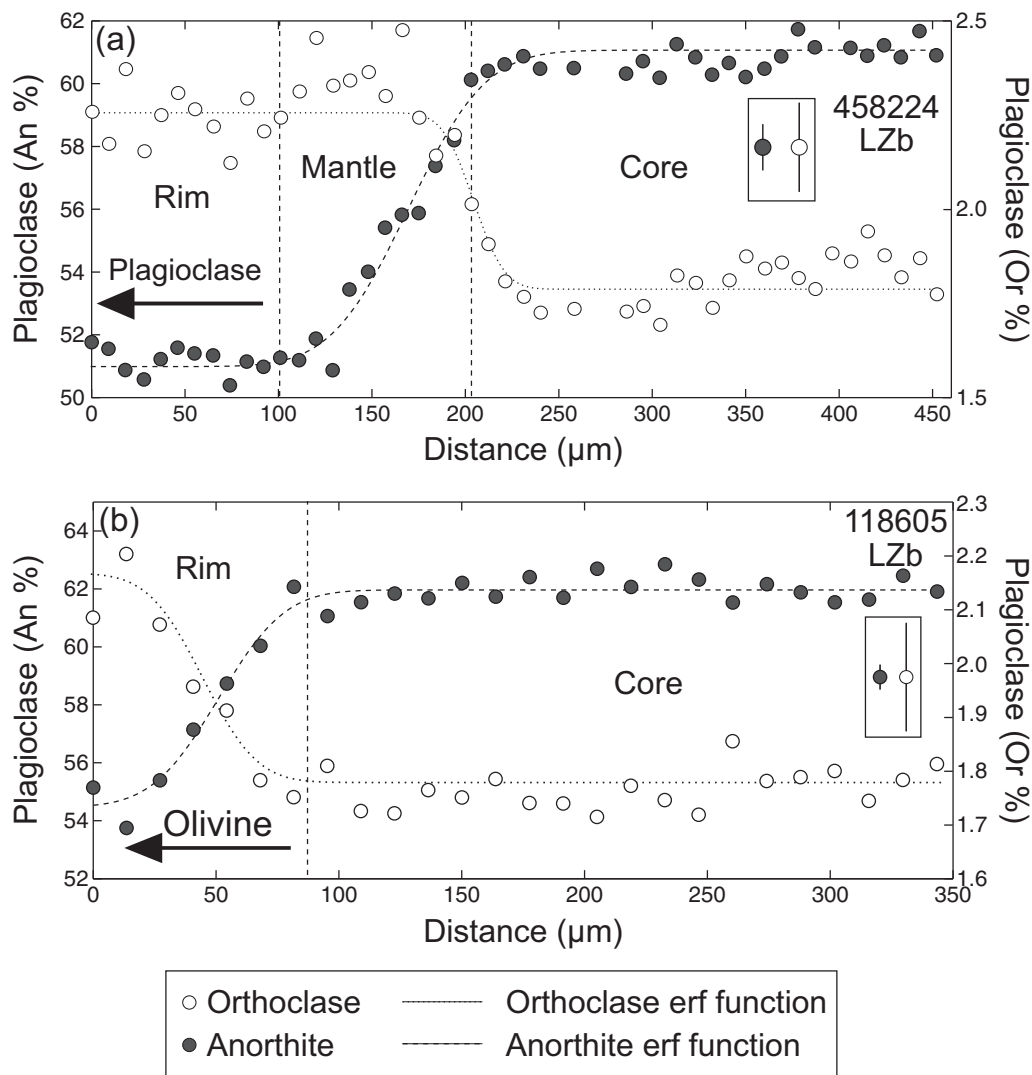 (a)
Plagioclase (An %)
62
60
58
56
54
52
50
2.5
2.0
1.5
Plagioclase (Or %)
458224
LZb
Rim
Mantle
Core
Plagioclase
0 50 100 150 200 250 300 350 400 450
Distance (µm)
(b)
Plagioclase (An %)
64
62
60
58
56
54
52
2.3
2.2
2.1
2.0
1.9
1.8
1.7
1.6
Plagioclase (Or %)
118605
LZb
Rim
Core
Olivine
0 50 100 150 200 250 300 350
Distance (µm)
Orthoclase Orthoclase erf function
Anorthite Anorthite erf function